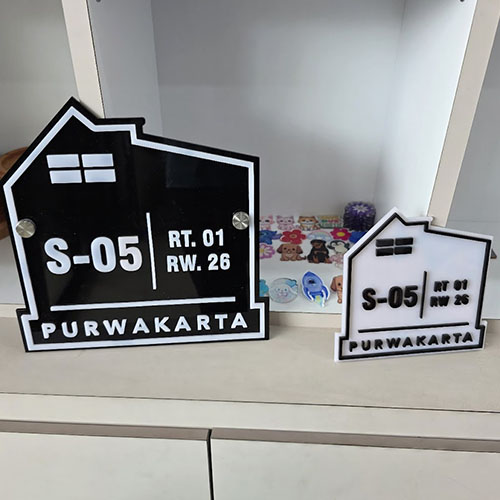 S-05
RT. 01
RW. 26
PURWAKARTA
S-05
RT 01
RW 26
PURWAKARTA